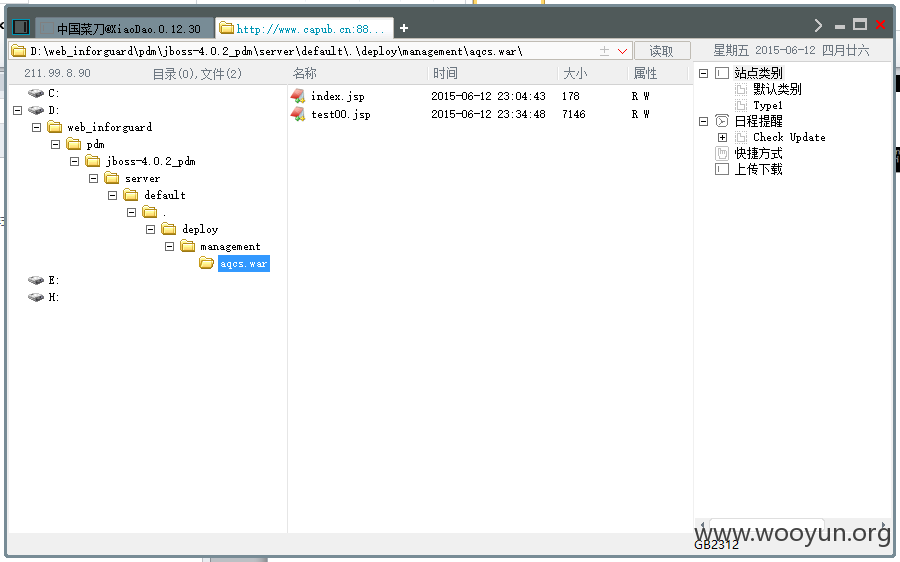 中国菜刀@XiaoDao.0.12.30
http://www.capub.cn:88...
D:\web_inforguard\pdm\jboss-4.0.2_pdm\server\default\.\deploy\management\aqcs.war\
读取
星期五 2015-06-12 四月廿六
211.99.8.90
目录(0),文件(2)
名称
时间
大小
属性
C:
D:
web_inforguard
pdm
jboss-4.0.2_pdm
server
default
.
deploy
management
aqcs.war
E:
H:
index.jsp
2015-06-12 23:04:43
178
R W
test00.jsp
2015-06-12 23:34:48
7146
R W
站点类别
默认类别
Type1
日程提醒
Check Update
快捷方式
上传下载
www.wooyun.org
GB2312